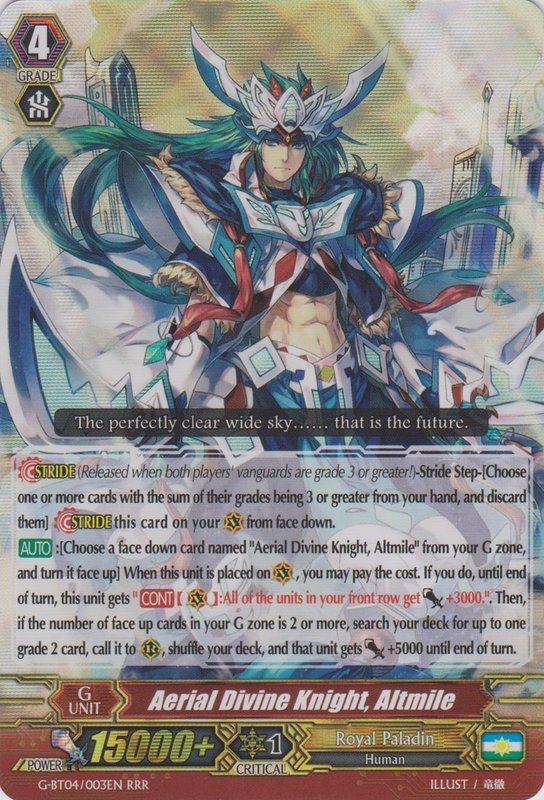 4
GRADE
The perfectly clear wide sky...... that is the future.
STRIDE (Released when both players' vanguards are grade 3 or greater!)-Stride Step-[Choose
one or more cards with the sum of their grades being 3 or greater from your hand, and discard
them] STRIDE this card on your V from face down.
AUTO :[Choose a face down card named "Aerial Divine Knight, Altmile" from your G zone,
and turn it face up] When this unit is placed on V, you may pay the cost. If you do, until end
of turn, this unit gets "CONT【V】:All of the units in your front row get +3000.". Then,
if the number of face up cards in your G zone is 2 or more, search your deck for up to one
grade 2 card, call it to R, shuffle your deck, and that unit gets +5000 until end of turn.
G
UNIT
Aerial Divine Knight, Altmile
POWER
15000+
1
CRITICAL
Royal Paladin
Human
G-BT04/003EN RRR
ILLUST / 竜徹